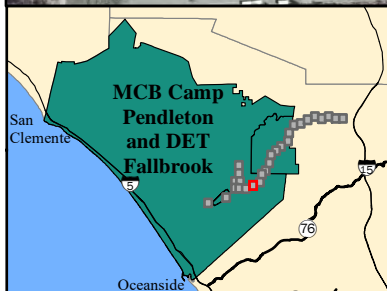 MCB Camp
Pendleton
and DET
Fallbrook
San
Clemente
5
15
76
Oceanside